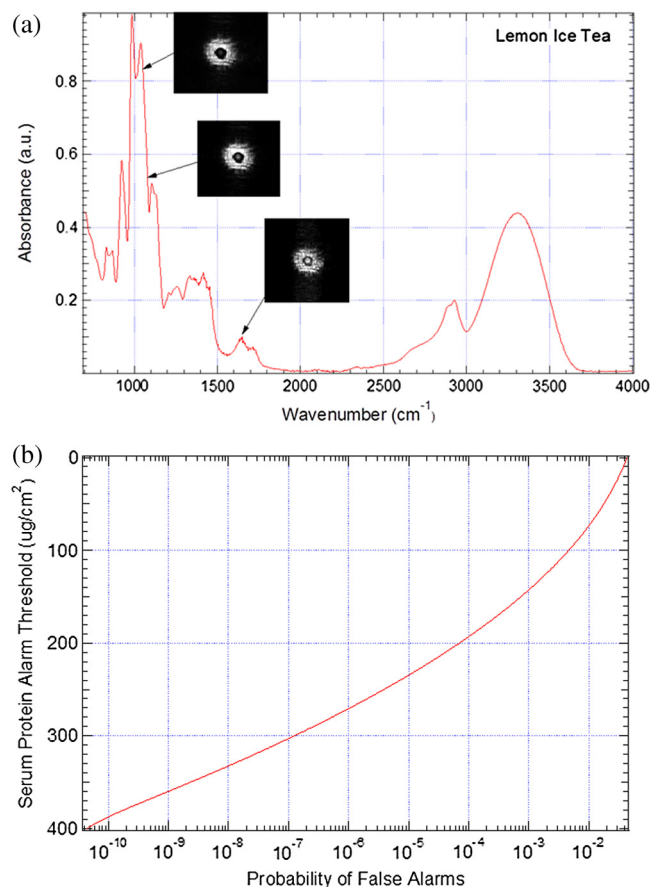 (a)
Lemon Ice Tea
Absorbance (a.u.)
0.8
0.6
0.4
0.2
1000 1500 2000 2500 3000 3500 4000
Wavenumber (cm⁻¹)
(b)
Serum Protein Alarm Threshold (ug/cm²)
0
100
200
300
400
10⁻¹⁰ 10⁻⁹ 10⁻⁸ 10⁻⁷ 10⁻⁶ 10⁻⁵ 10⁻⁴ 10⁻³ 10⁻²
Probability of False Alarms